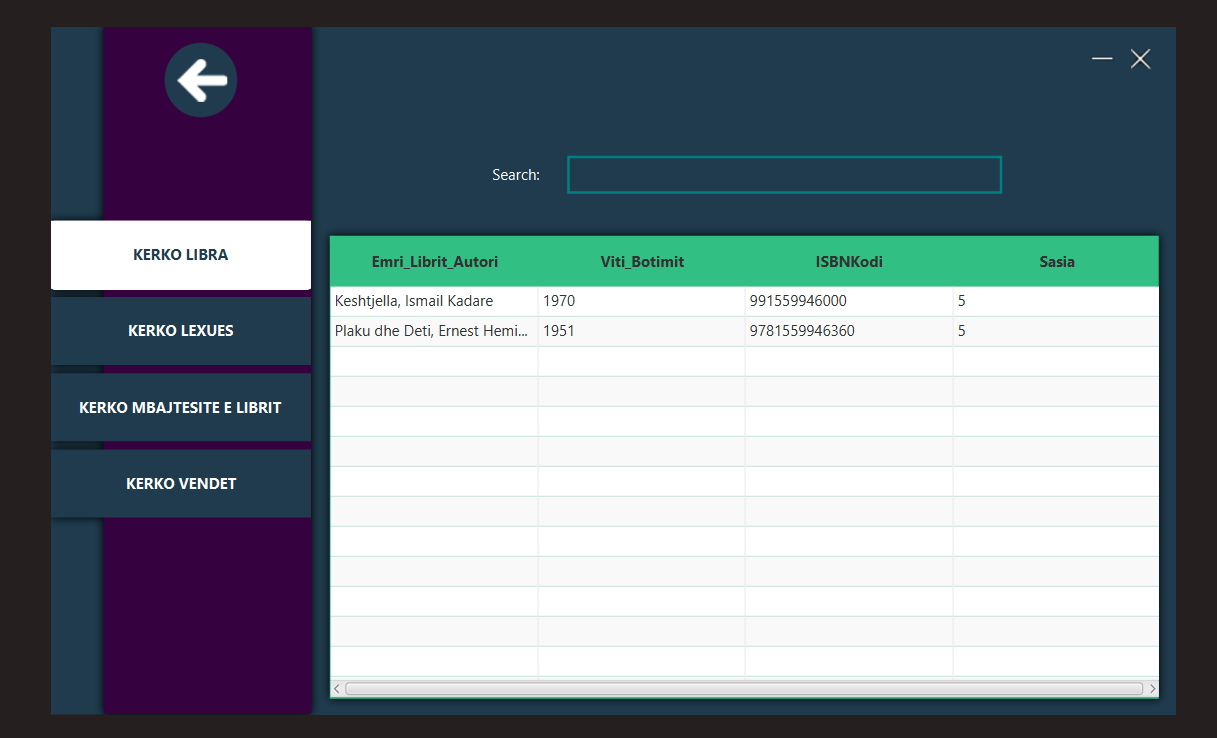 Search:
KERKO LIBRA
KERKO LEXUES
KERKO MBAJTESITE E LIBRIT
KERKO VENDET
Emri_Librit_Autori Viti_Botimit ISBNKodi Sasia
Keshtjella, Ismail Kadare 1970 991559946000 5
Plaku dhe Deti, Ernest Hemi... 1951 9781559946360 5